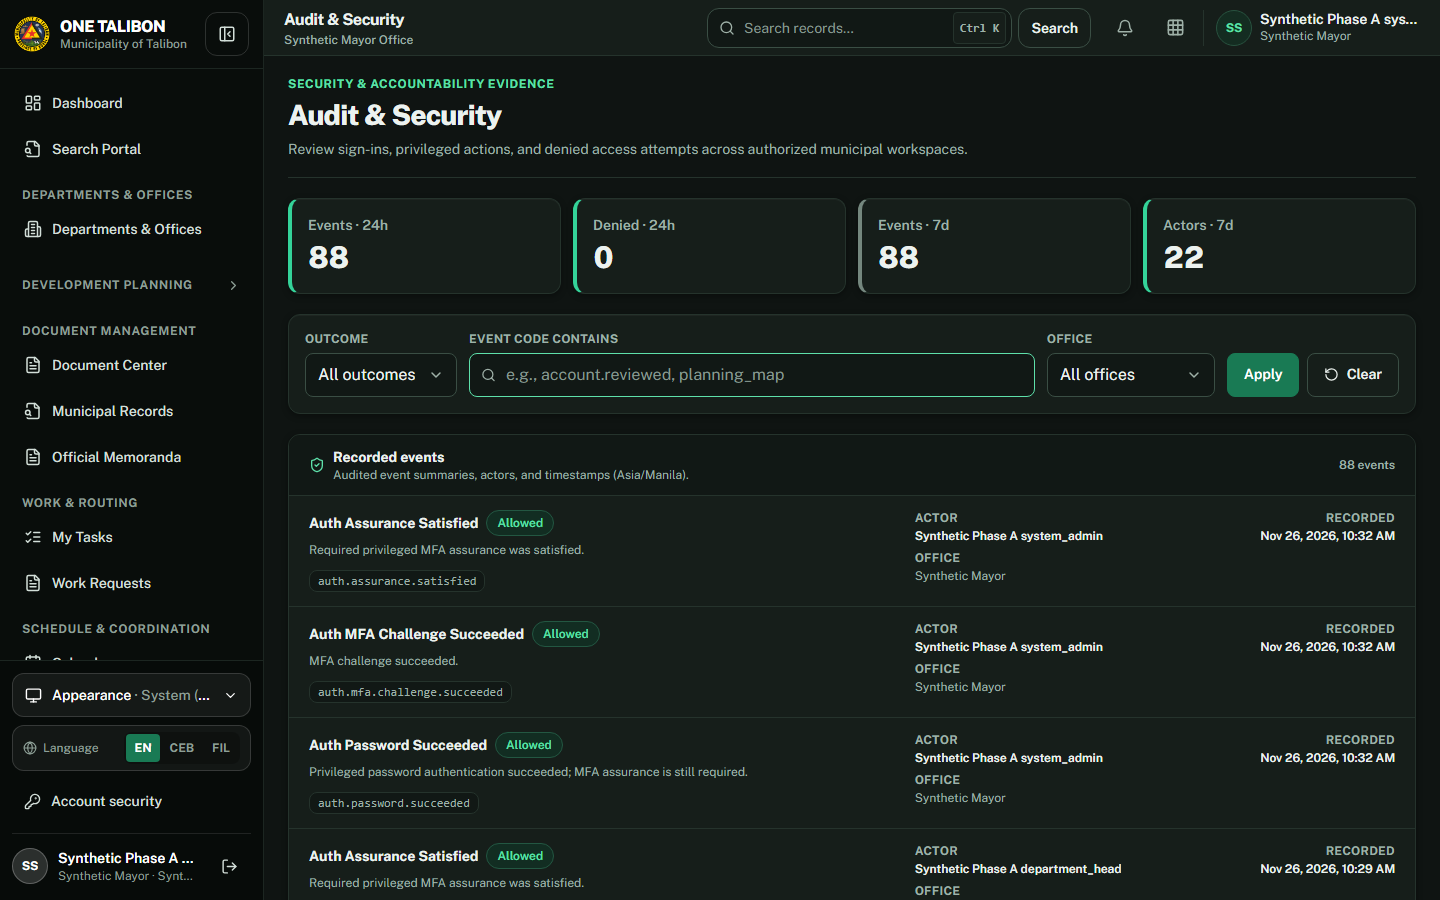 ONE TALIBON
Municipality of Talibon
Dashboard
Search Portal
DEPARTMENTS & OFFICES
Departments & Offices
DEVELOPMENT PLANNING
DOCUMENT MANAGEMENT
Document Center
Municipal Records
Official Memoranda
WORK & ROUTING
My Tasks
Work Requests
SCHEDULE & COORDINATION
Appearance · System (...
Language EN CEB FIL
Account security
SS
Synthetic Phase A ...
Synthetic Mayor · Synt...
Audit & Security
Synthetic Mayor Office
Search records... Ctrl K
Search
SS
Synthetic Phase A sys...
Synthetic Mayor
SECURITY & ACCOUNTABILITY EVIDENCE
Audit & Security
Review sign-ins, privileged actions, and denied access attempts across authorized municipal workspaces.
Events · 24h
88
Denied · 24h
0
Events · 7d
88
Actors · 7d
22
OUTCOME
All outcomes
EVENT CODE CONTAINS
e.g., account.reviewed, planning_map
OFFICE
All offices
Apply
Clear
Recorded events
Audited event summaries, actors, and timestamps (Asia/Manila).
88 events
Auth Assurance Satisfied Allowed
Required privileged MFA assurance was satisfied.
auth.assurance.satisfied
ACTOR
Synthetic Phase A system_admin
OFFICE
Synthetic Mayor
RECORDED
Nov 26, 2026, 10:32 AM
Auth MFA Challenge Succeeded Allowed
MFA challenge succeeded.
auth.mfa.challenge.succeeded
ACTOR
Synthetic Phase A system_admin
OFFICE
Synthetic Mayor
RECORDED
Nov 26, 2026, 10:32 AM
Auth Password Succeeded Allowed
Privileged password authentication succeeded; MFA assurance is still required.
auth.password.succeeded
ACTOR
Synthetic Phase A system_admin
OFFICE
Synthetic Mayor
RECORDED
Nov 26, 2026, 10:32 AM
Auth Assurance Satisfied Allowed
Required privileged MFA assurance was satisfied.
ACTOR
Synthetic Phase A department_head
OFFICE
RECORDED
Nov 26, 2026, 10:29 AM